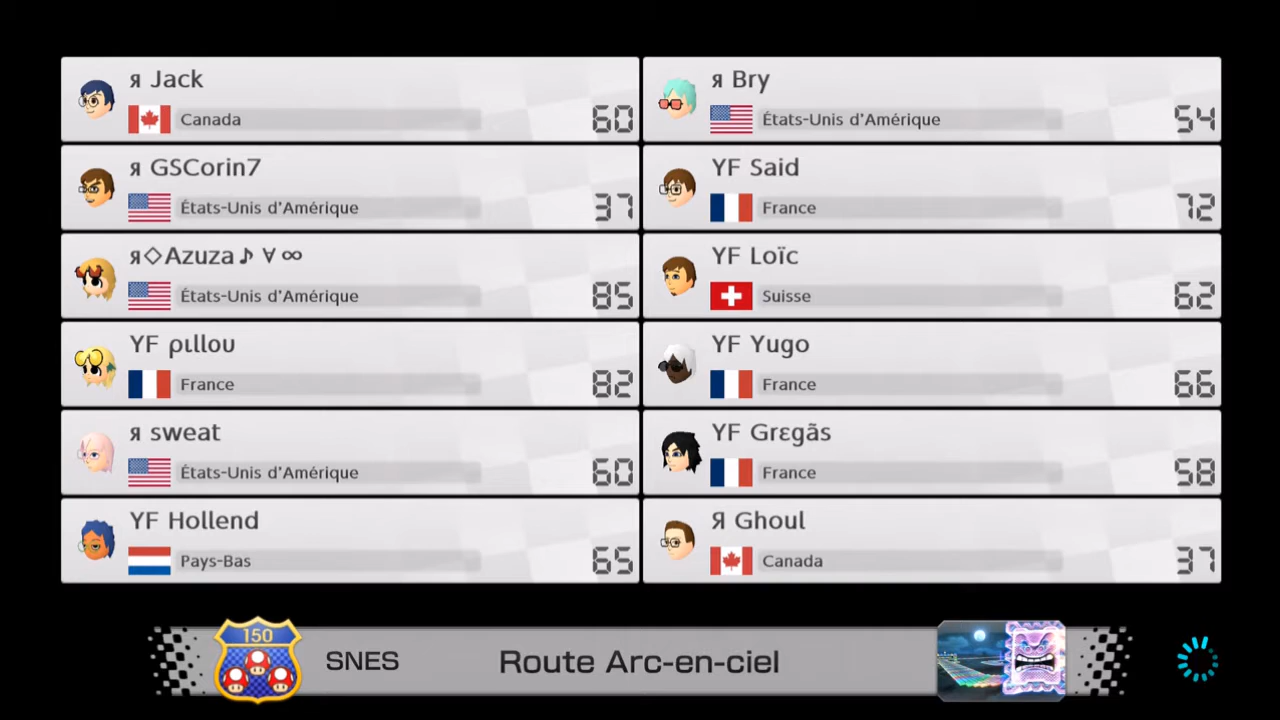 я Jack
Canada 60
я Bry
États-Unis d'Amérique 54
я GSCorin7
États-Unis d'Amérique 37
YF Said
France 72
я◇Azuza♪∀∞
États-Unis d'Amérique 85
YF Loïc
Suisse 62
YF ριllου
France 82
YF Yugo
France 66
я sweat
États-Unis d'Amérique 60
YF Grεgãs
France 58
YF Hollend
Pays-Bas 65
Я Ghoul
Canada 37
150
SNES Route Arc-en-ciel